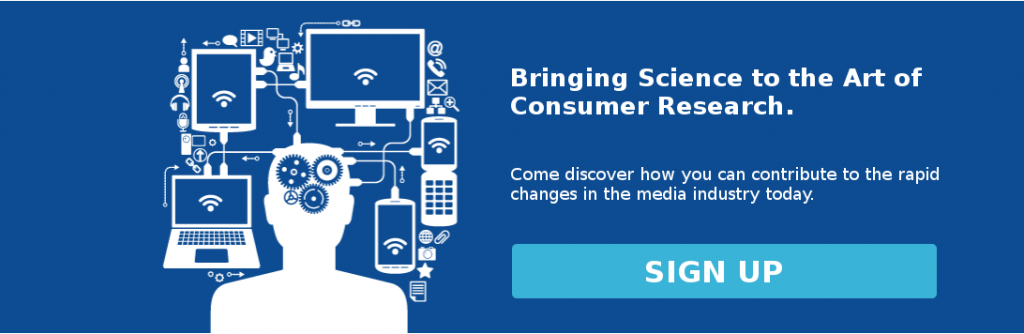 Bringing Science to the Art of
Consumer Research.
Come discover how you can contribute to the rapid
changes in the media industry today.
SIGN UP